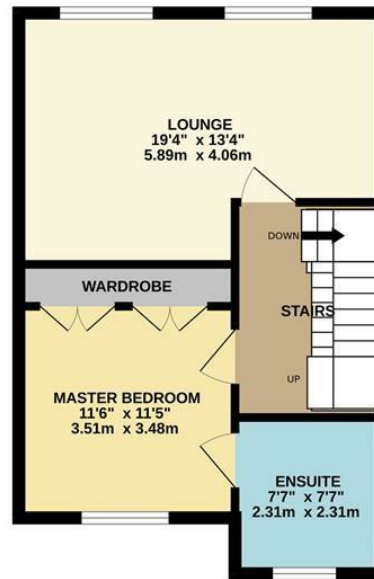 LOUNGE
19'4" x 13'4"
5.89m x 4.06m
DOWN
WARDROBE
STAIRS
UP
MASTER BEDROOM
11'6" x 11'5"
3.51m x 3.48m
ENSUITE
7'7" x 7'7"
2.31m x 2.31m